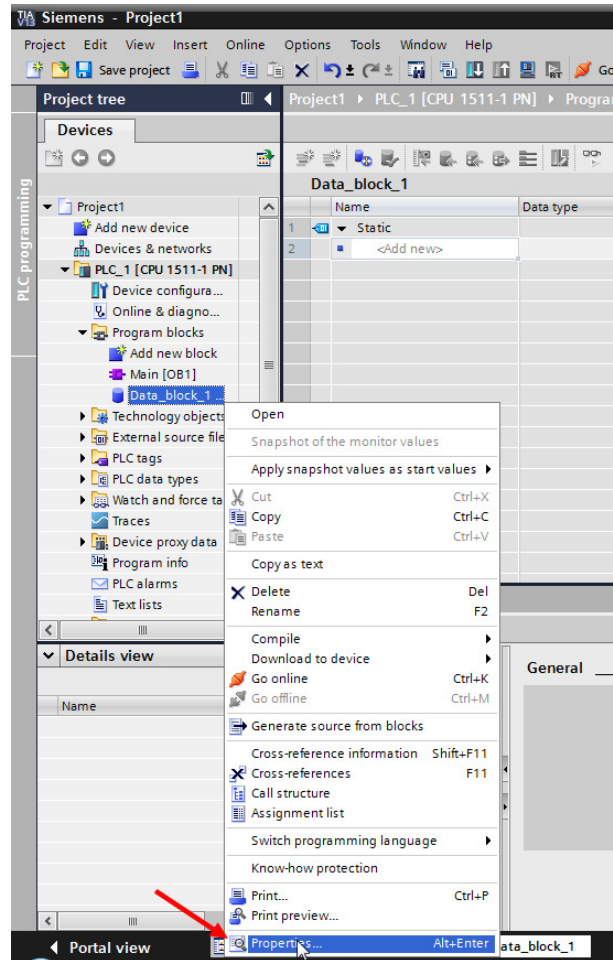 TIA V13 Siemens - Project1
Project Edit View Insert Online Options Tools Window Help
Save project Go
Project tree
Project1 PLC_1 [CPU 1511-1 PN] Progra
Devices
PLC programming
Data_block_1
Name Data type
1 Static
2 <Add new>
Project1
Add new device
Devices & networks
PLC_1 [CPU 1511-1 PN]
Device configura...
Online & diagno...
Program blocks
Add new block
Main [OB1]
Data_block_1 ...
Technology objects
External source file
PLC tags
PLC data types
Watch and force ta
Traces
Device proxy data
Program info
PLC alarms
Text lists
Open
Snapshot of the monitor values
Apply snapshot values as start values
Cut Ctrl+X
Copy Ctrl+C
Paste Ctrl+V
Copy as text
Delete Del
Rename F2
Compile
Download to device
Go online Ctrl+K
Go offline Ctrl+M
Generate source from blocks
Cross-reference information Shift+F11
Cross-references F11
Call structure
Assignment list
Switch programming language
Know-how protection
Print... Ctrl+P
Print preview...
Properties... Alt+Enter
Details view
Name
General
Portal view
ata_block_1